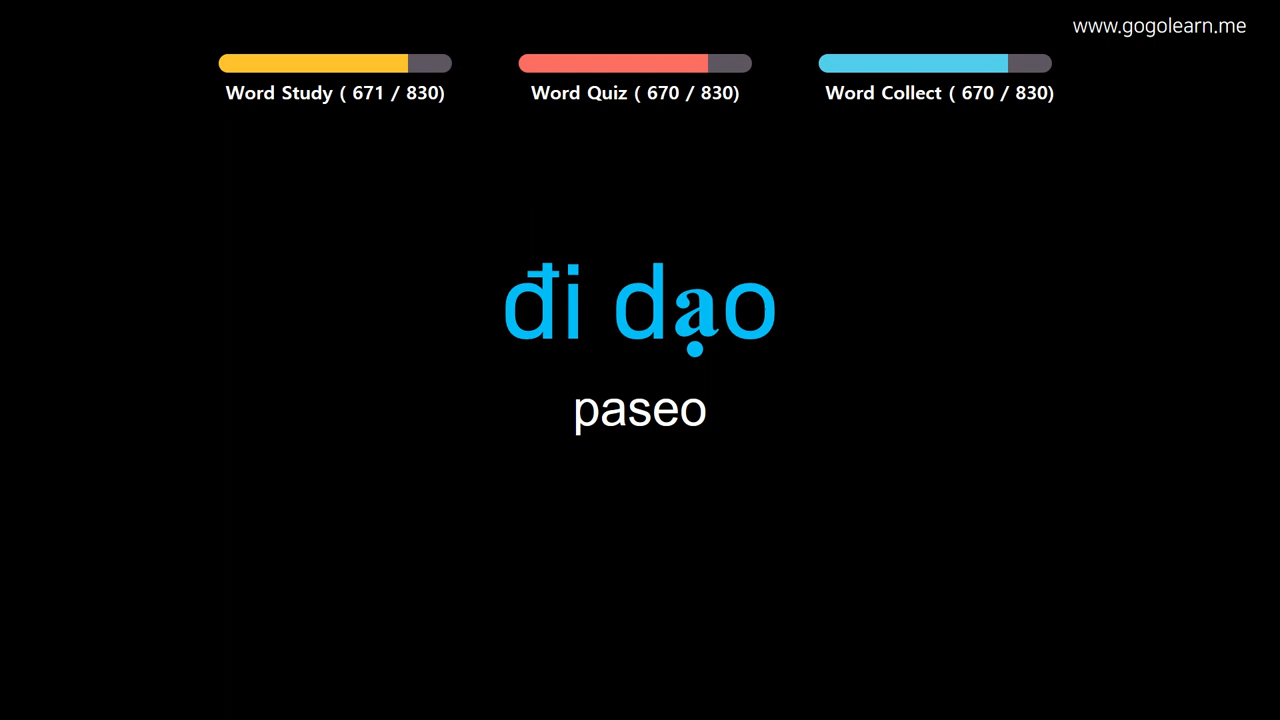 www.gogolearn.me
Word Study ( 671 / 830)
Word Quiz ( 670 / 830)
Word Collect ( 670 / 830)
đi dạo
paseo